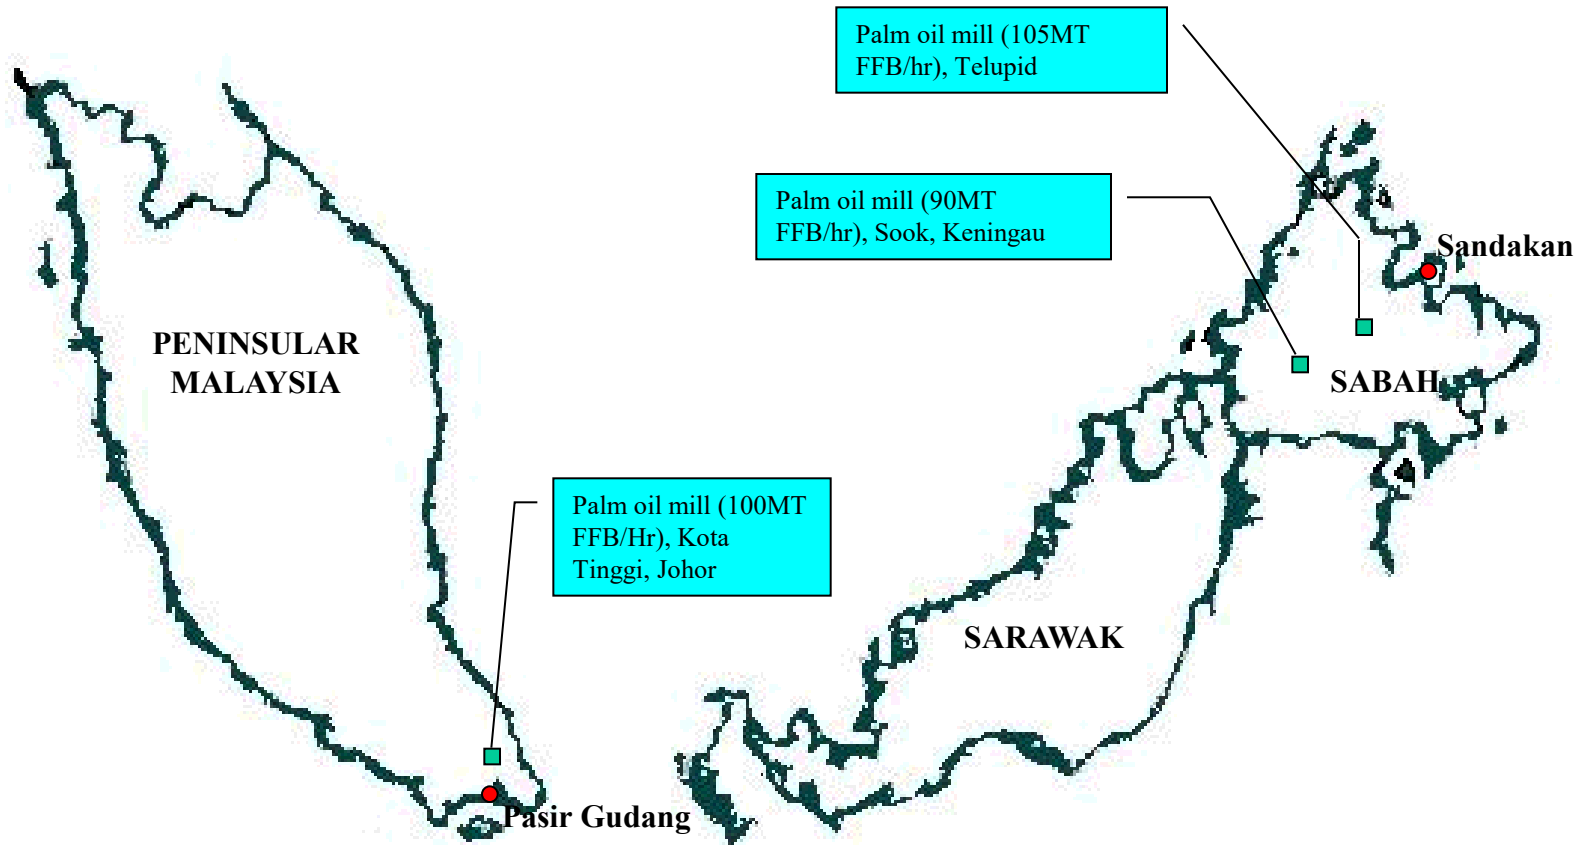 Palm oil mill (105MT
FFB/hr), Telupid
Palm oil mill (90MT
FFB/hr), Sook, Keningau
Sandakan
PENINSULAR
MALAYSIA
SABAH
Palm oil mill (100MT
FFB/Hr), Kota
Tinggi, Johor
SARAWAK
Pasir Gudang